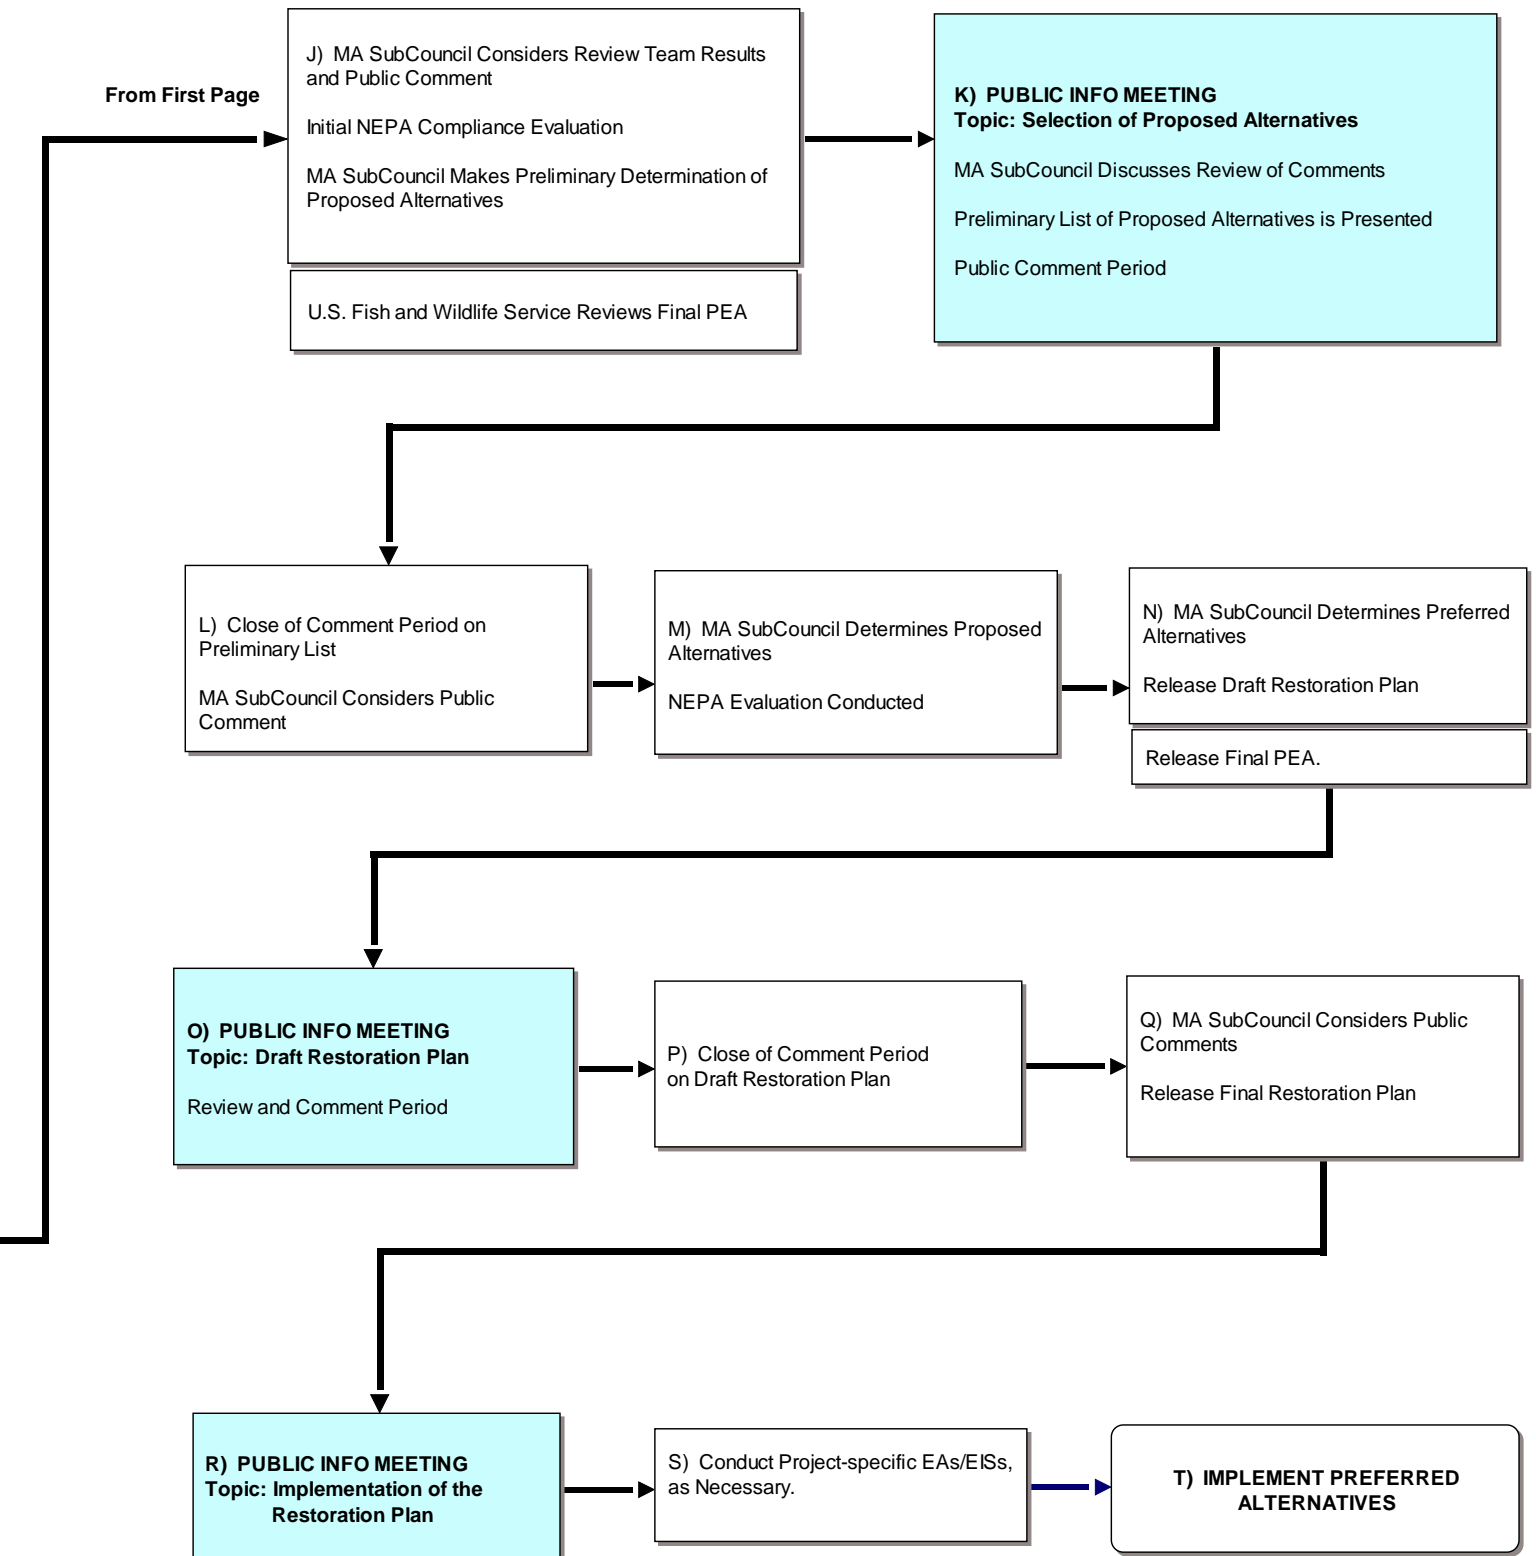 From First Page
J) MA SubCouncil Considers Review Team Results
and Public Comment
Initial NEPA Compliance Evaluation
MA SubCouncil Makes Preliminary Determination of
Proposed Alternatives
U.S. Fish and Wildlife Service Reviews Final PEA
K) PUBLIC INFO MEETING
Topic: Selection of Proposed Alternatives
MA SubCouncil Discusses Review of Comments
Preliminary List of Proposed Alternatives is Presented
Public Comment Period
L) Close of Comment Period on
Preliminary List
MA SubCouncil Considers Public
Comment
M) MA SubCouncil Determines Proposed
Alternatives
NEPA Evaluation Conducted
N) MA SubCouncil Determines Preferred
Alternatives
Release Draft Restoration Plan
Release Final PEA.
O) PUBLIC INFO MEETING
Topic: Draft Restoration Plan
Review and Comment Period
P) Close of Comment Period
on Draft Restoration Plan
Q) MA SubCouncil Considers Public
Comments
Release Final Restoration Plan
R) PUBLIC INFO MEETING
Topic: Implementation of the
Restoration Plan
S) Conduct Project-specific EAs/EISs,
as Necessary.
T) IMPLEMENT PREFERRED
ALTERNATIVES